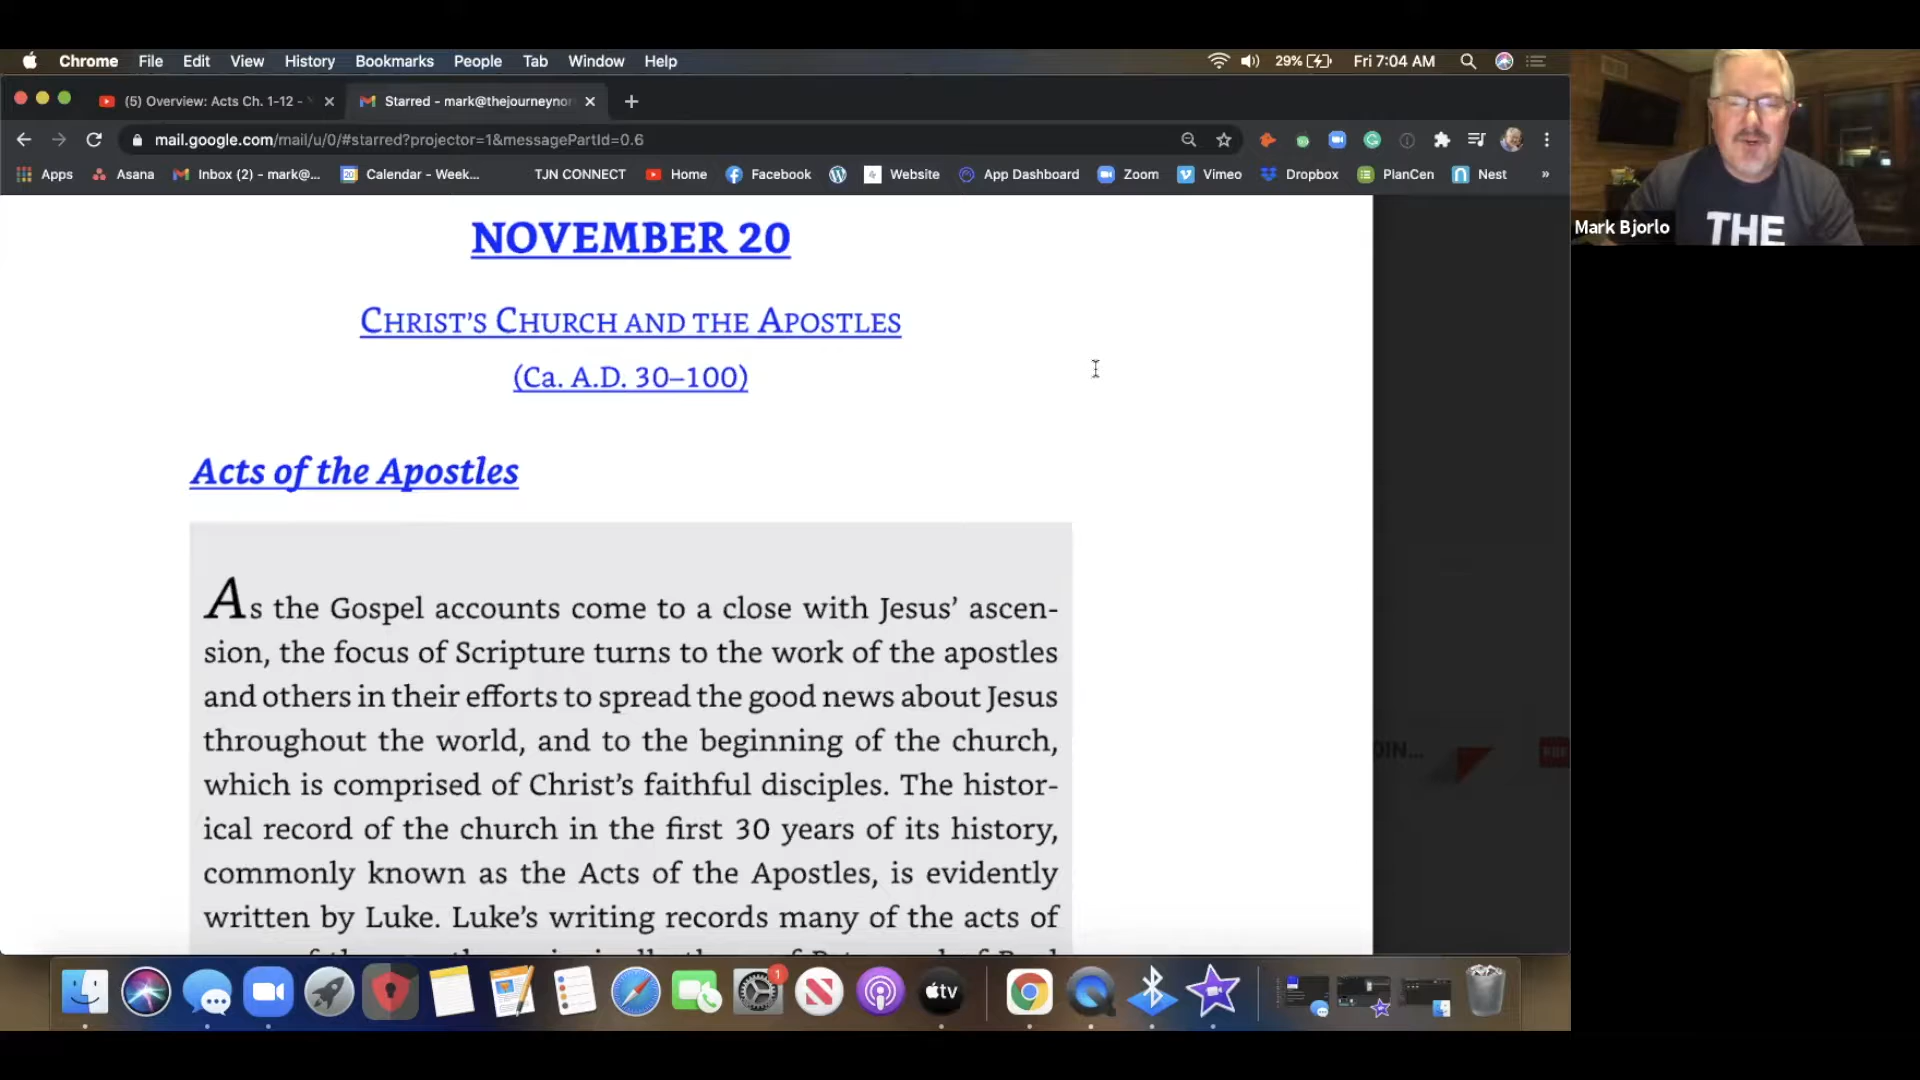 Chrome File Edit View History Bookmarks People Tab Window Help 29% Fri 7:04 AM
(5) Overview: Acts Ch. 1-12 - Starred - mark@thejourneynor
mail.google.com/mail/u/0/#starred?projector=1&messagePartId=0.6
Apps Asana Inbox (2) - mark@... 20 Calendar - Week... TJN CONNECT Home Facebook Website App Dashboard Zoom Vimeo Dropbox PlanCen Nest »
THE
Mark Bjorlo
NOVEMBER 20
CHRIST'S CHURCH AND THE APOSTLES
(Ca. A.D. 30–100)
Acts of the Apostles
As the Gospel accounts come to a close with Jesus' ascen-
sion, the focus of Scripture turns to the work of the apostles
and others in their efforts to spread the good news about Jesus
throughout the world, and to the beginning of the church,
which is comprised of Christ's faithful disciples. The histor-
ical record of the church in the first 30 years of its history,
commonly known as the Acts of the Apostles, is evidently
written by Luke. Luke's writing records many of the acts of
1
tv